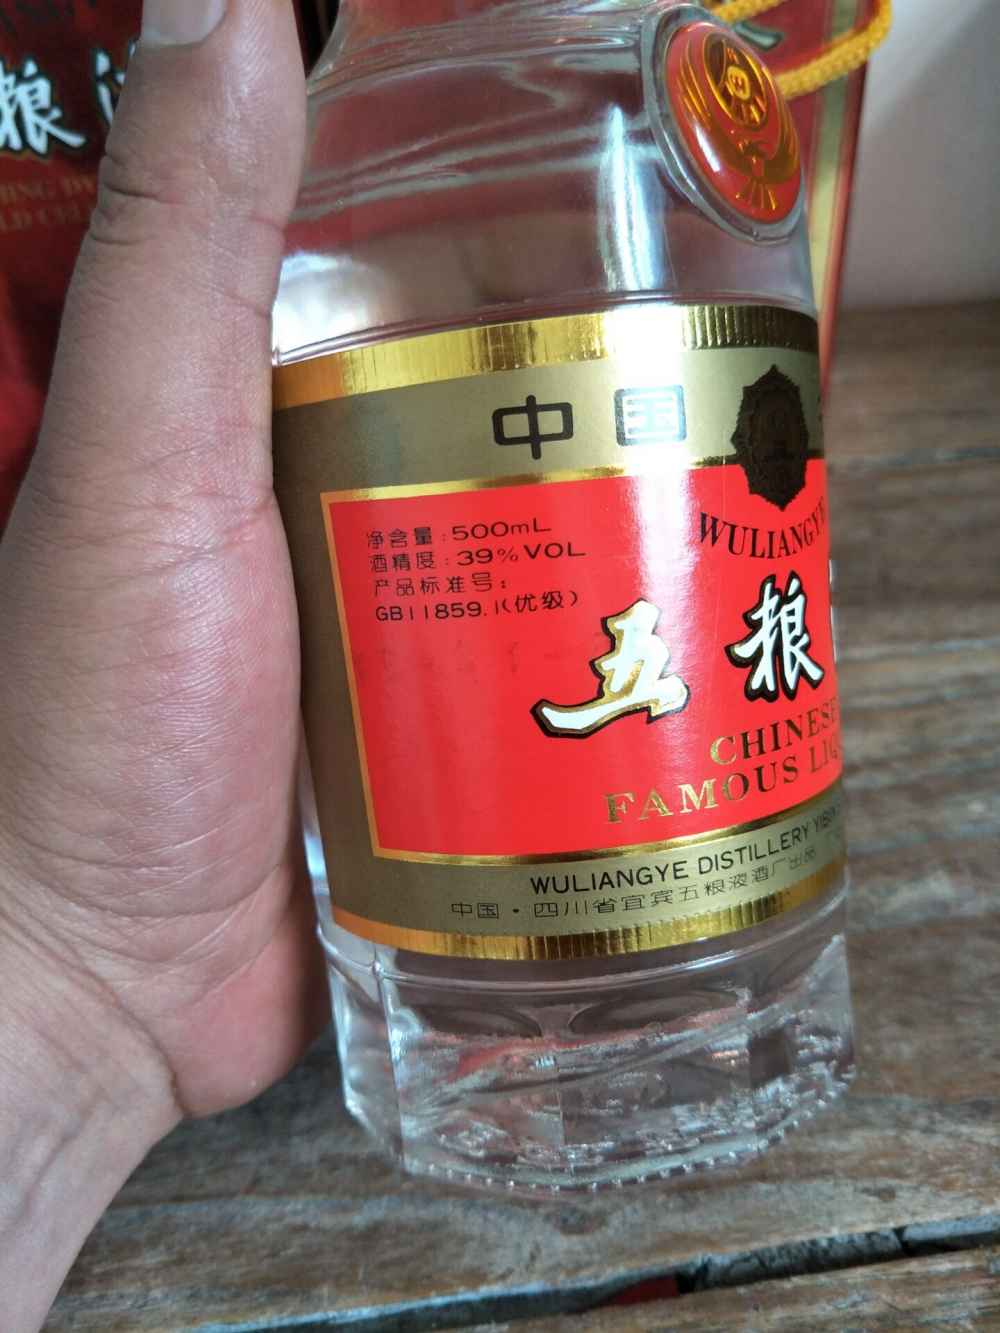 中国
净含量:500mL
酒精度:39%VOL
产品标准号:
GB11859.1(优级)
WULIANGYE
五粮
CHINESE
FAMOUS
WULIANGYE DISTILLERY
中国·四川省宜宾五粮液酒厂出品
粮